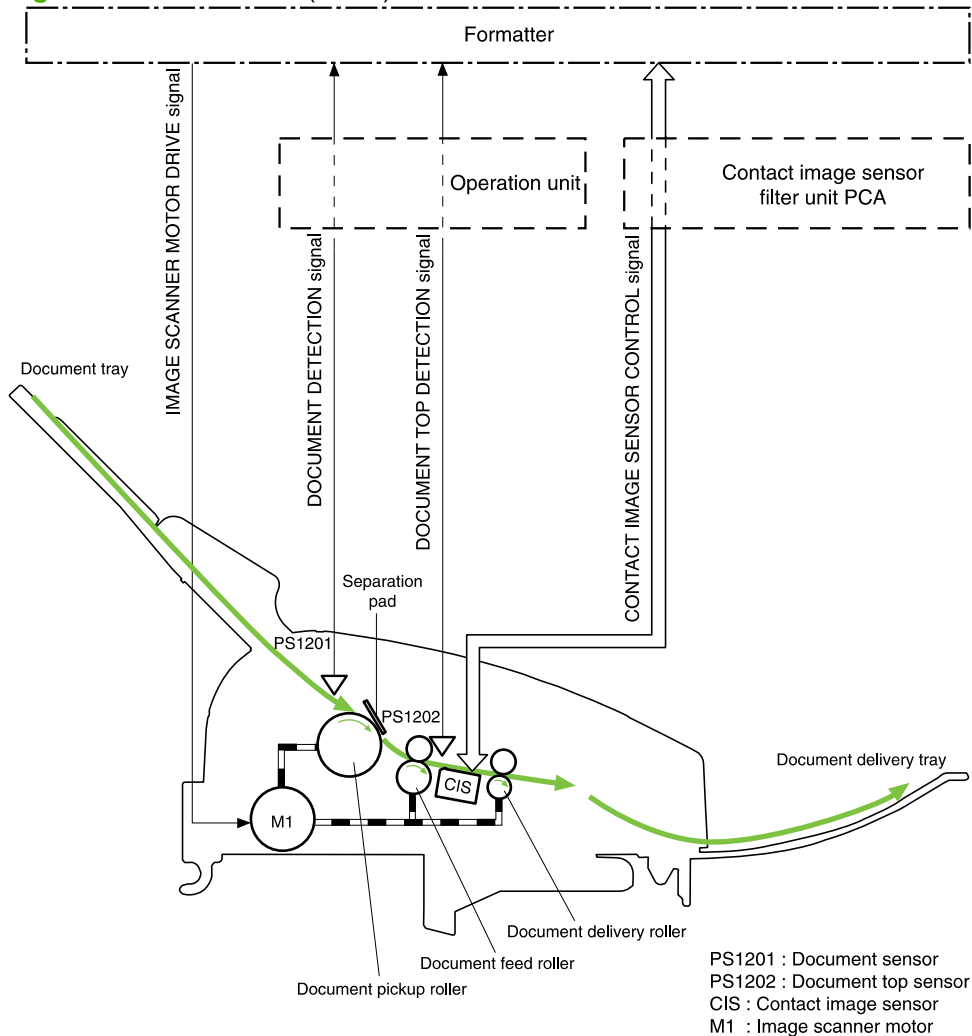 Formatter
Operation unit
Contact image sensor
filter unit PCA
IMAGE SCANNER MOTOR DRIVE signal
DOCUMENT DETECTION signal
DOCUMENT TOP DETECTION signal
CONTACT IMAGE SENSOR CONTROL signal
Document tray
Separation
pad
PS1201
PS1202
CIS
M1
Document delivery tray
Document delivery roller
Document feed roller
Document pickup roller
PS1201 : Document sensor
PS1202 : Document top sensor
CIS : Contact image sensor
M1 : Image scanner motor